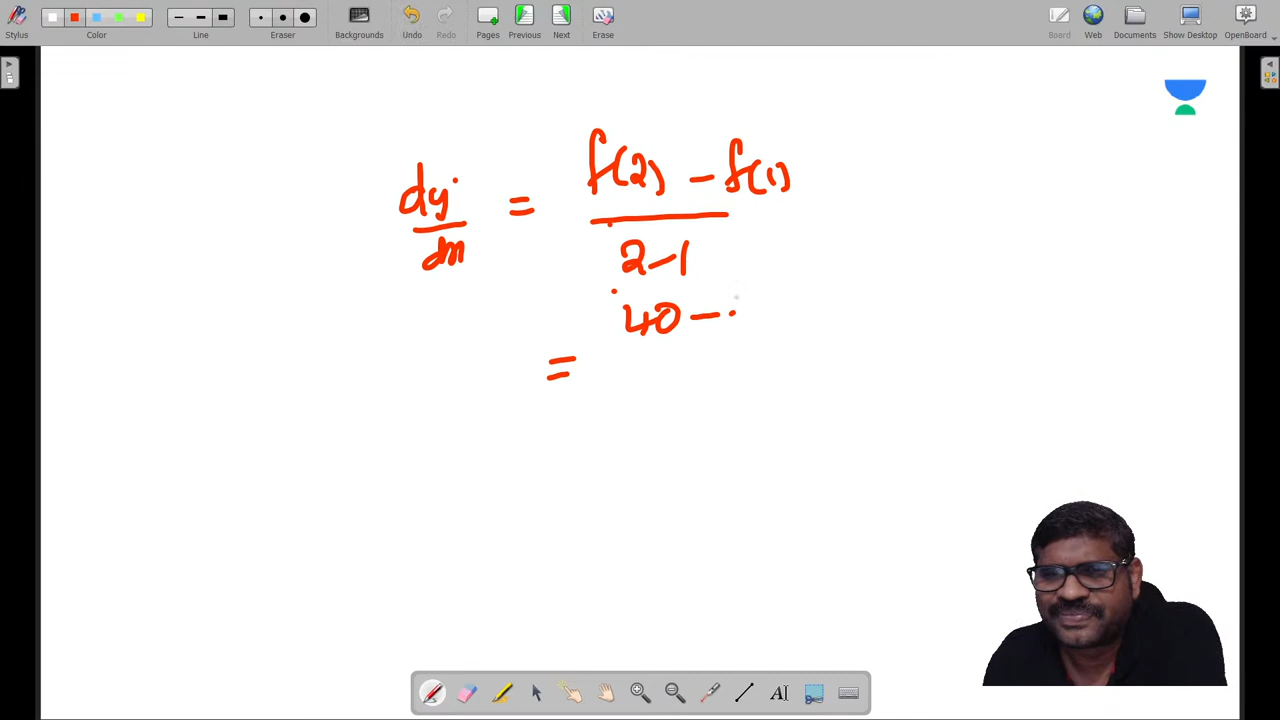 Stylus Color Line Eraser Backgrounds Undo Redo Pages Previous Next Erase Board Web Documents Show Desktop OpenBoard
dy/dx = f(2) - f(1)
2-1
40 -
=